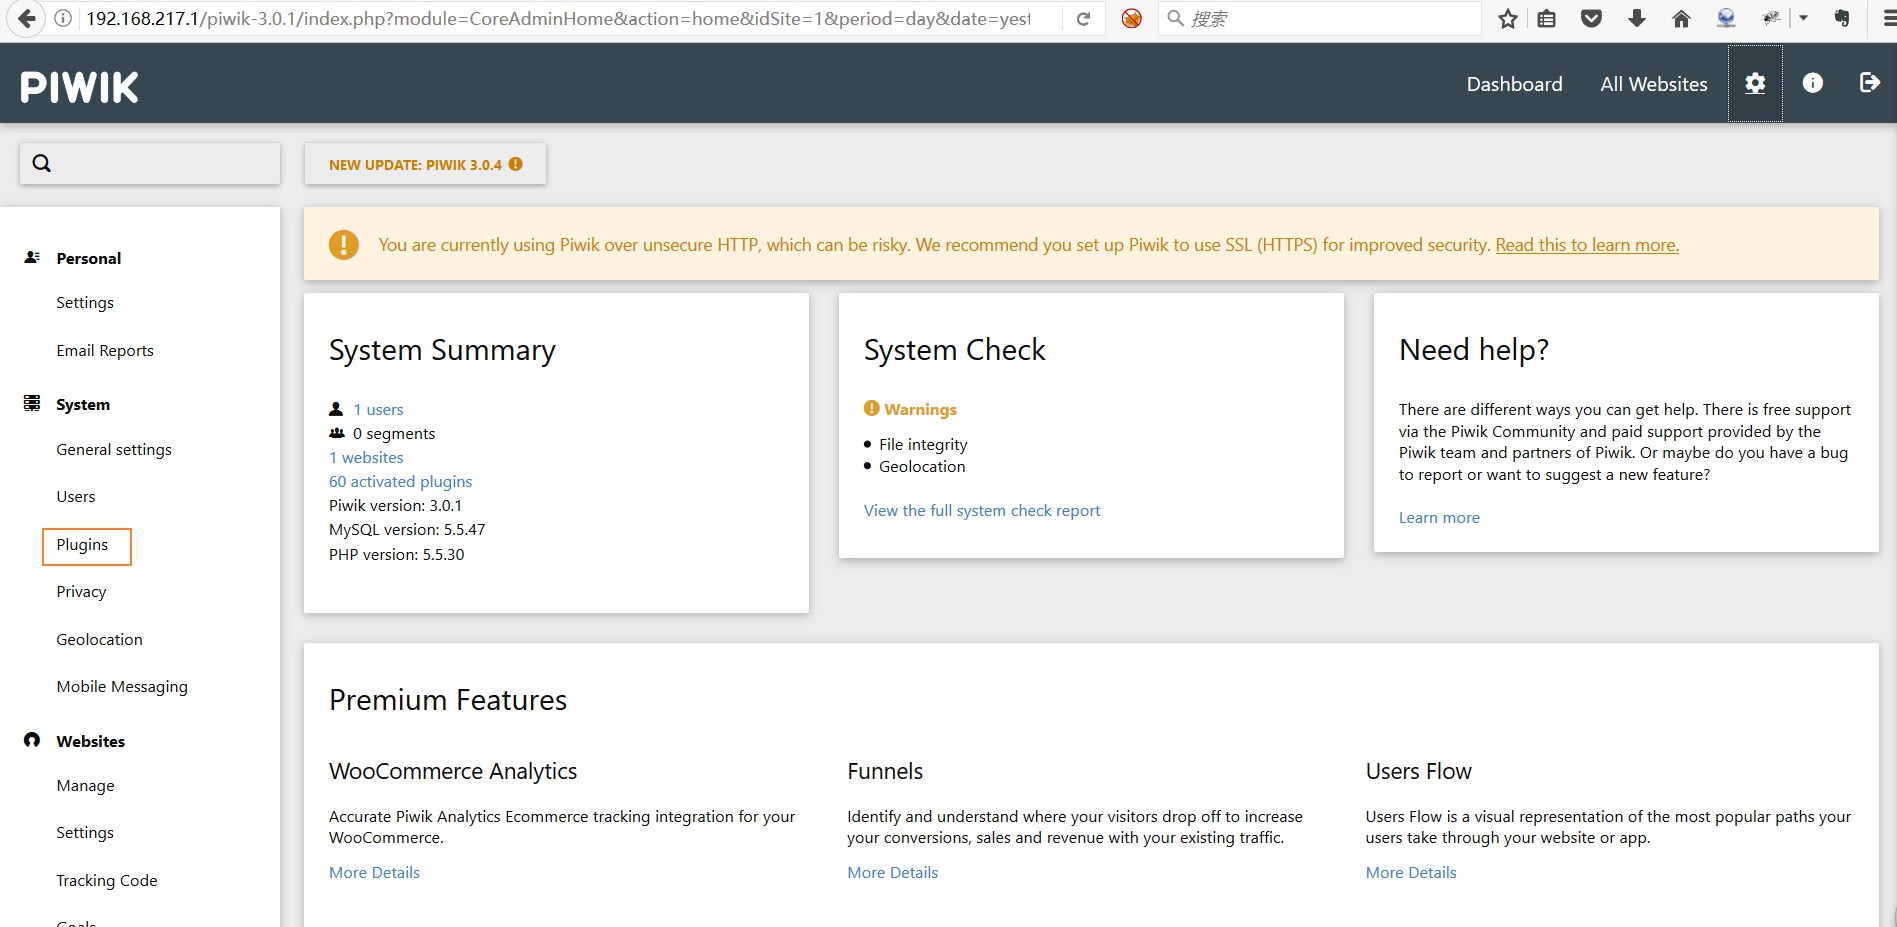 192.168.217.1/piwik-3.0.1/index.php?module=CoreAdminHome&action=home&idSite=1&period=day&date=yest
搜索
PIWIK
Dashboard
All Websites
NEW UPDATE: PIWIK 3.0.4
You are currently using Piwik over unsecure HTTP, which can be risky. We recommend you set up Piwik to use SSL (HTTPS) for improved security. Read this to learn more.
Personal
Settings
Email Reports
System
General settings
Users
Plugins
Privacy
Geolocation
Mobile Messaging
Websites
Manage
Settings
Tracking Code
Goals
System Summary
1 users
0 segments
1 websites
60 activated plugins
Piwik version: 3.0.1
MySQL version: 5.5.47
PHP version: 5.5.30
System Check
Warnings
File integrity
Geolocation
View the full system check report
Need help?
There are different ways you can get help. There is free support
via the Piwik Community and paid support provided by the
Piwik team and partners of Piwik. Or maybe do you have a bug
to report or want to suggest a new feature?
Learn more
Premium Features
WooCommerce Analytics
Accurate Piwik Analytics Ecommerce tracking integration for your
WooCommerce.
More Details
Funnels
Identify and understand where your visitors drop off to increase
your conversions, sales and revenue with your existing traffic.
More Details
Users Flow
Users Flow is a visual representation of the most popular paths your
users take through your website or app.
More Details